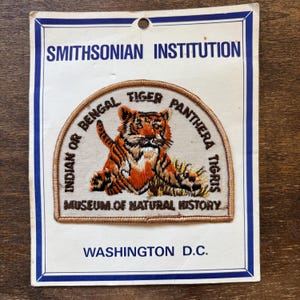 SMITHSONIAN INSTITUTION
INDIAN OR BENGAL TIGER PANTHERA TIGRIS
MUSEUM OF NATURAL HISTORY
WASHINGTON D.C.